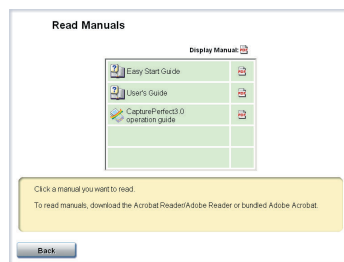 Read Manuals
Display Manual:
Easy Start Guide
User's Guide
CapturePerfect3.0
operation guide
Click a manual you want to read.
To read manuals, download the Acrobat Reader/Adobe Reader or bundled Adobe Acrobat.
Back